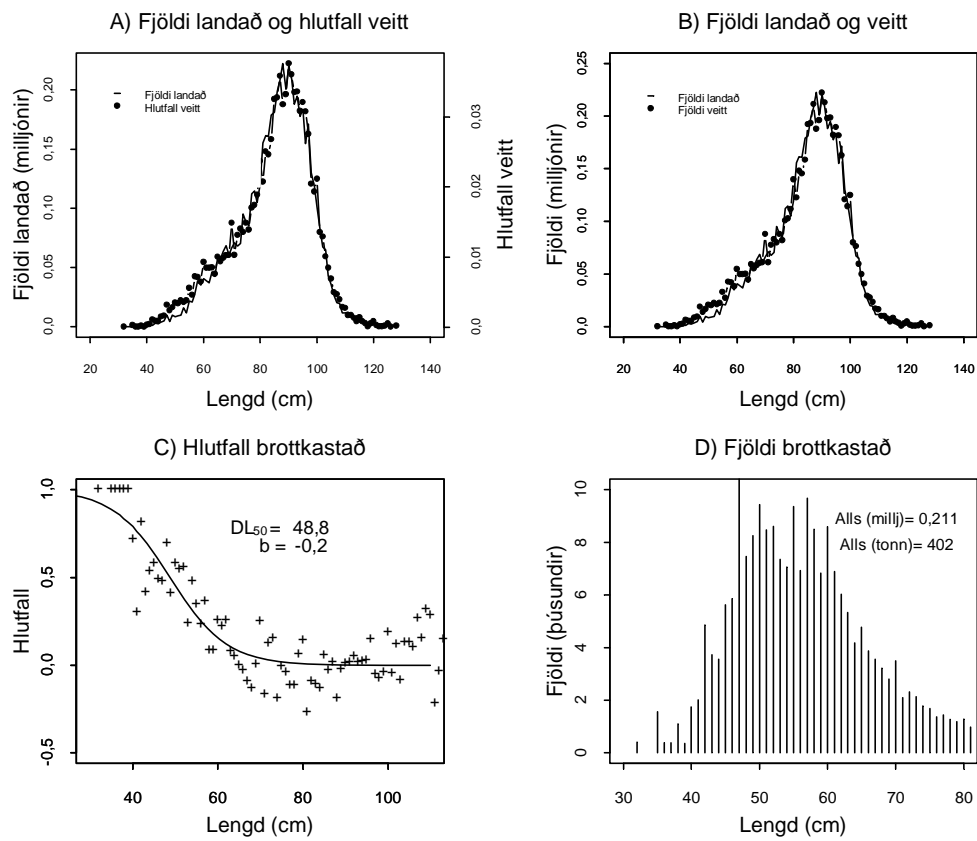 A) Fjöldi landað og hlutfall veitt
Fjöldi landað
Hlutfall veitt
Fjöldi landað (milljónir)
0,0
0,05
0,10
0,15
0,20
Hlutfall veitt
0,0
0,01
0,02
0,03
20 40 60 80 100 120 140
Lengd (cm)
B) Fjöldi landað og veitt
Fjöldi landað
Fjöldi veitt
Fjöldi (milljónir)
0,0
0,05
0,10
0,15
0,20
0,25
20 40 60 80 100 120 140
Lengd (cm)
C) Hlutfall brottkastað
DL50 = 48,8
b = -0,2
Hlutfall
-0,5
0,0
0,5
1,0
40 60 80 100
Lengd (cm)
D) Fjöldi brottkastað
Alls (millj)= 0,211
Alls (tonn)= 402
Fjöldi (þúsundir)
0
2
4
6
8
10
30 40 50 60 70 80
Lengd (cm)